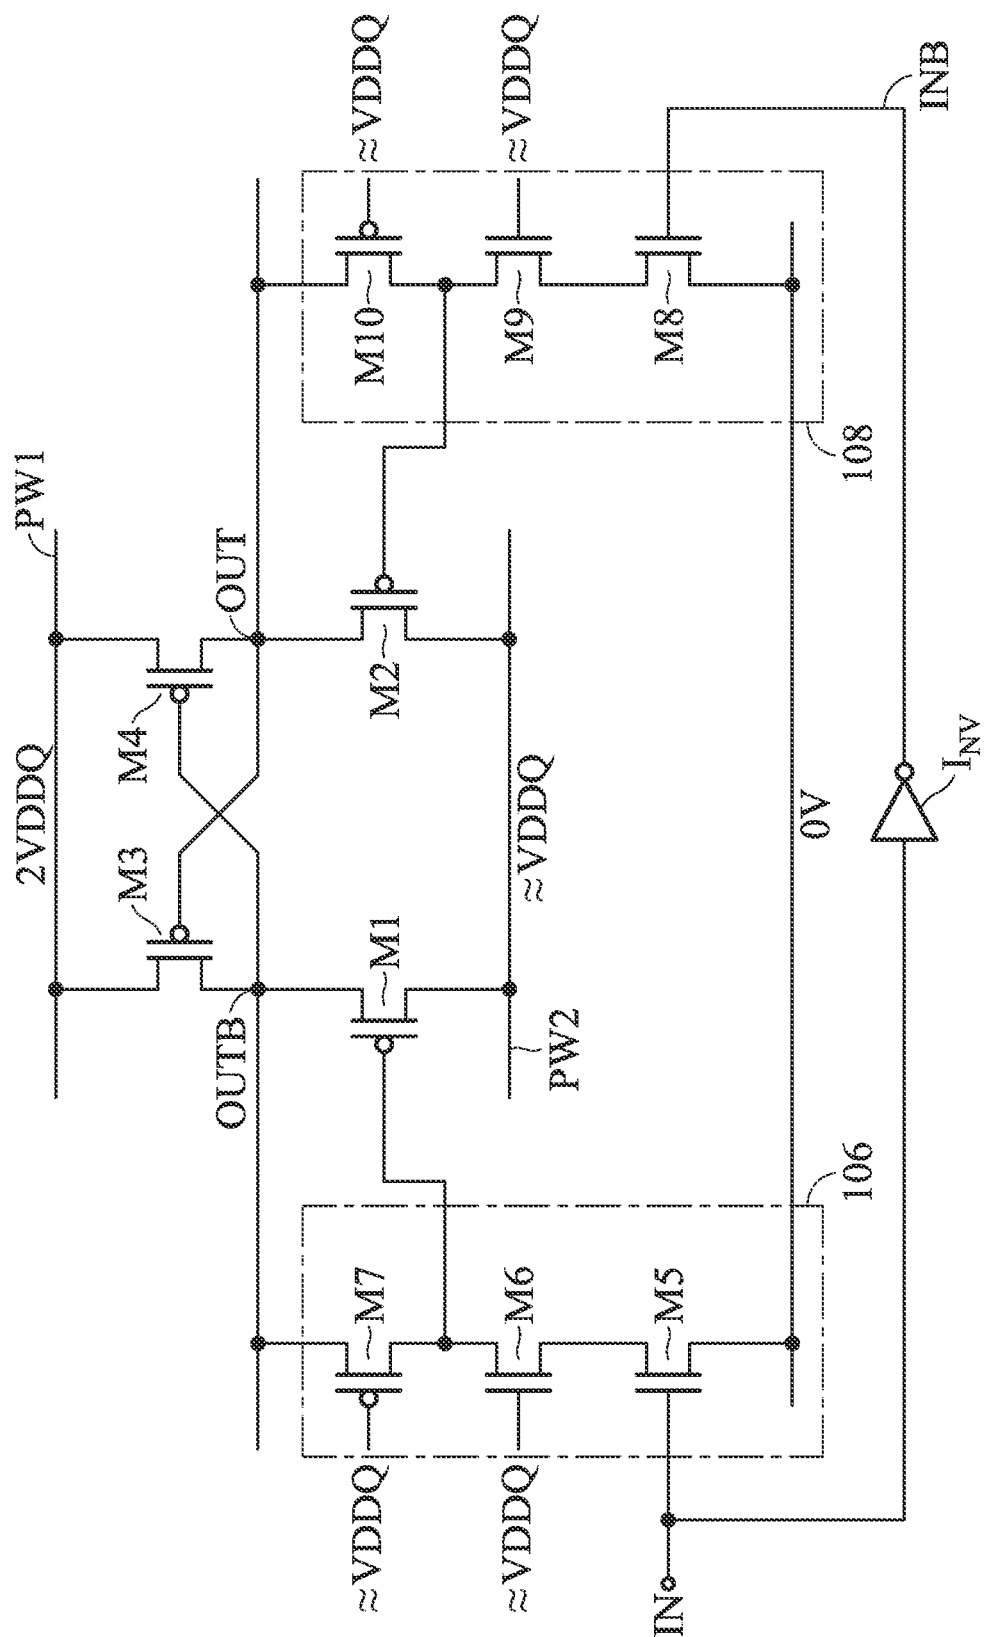 2VDDQ
PW1
M3
M4
OUTB
OUT
≈VDDQ
M7
M1
M2
M10
≈VDDQ
≈VDDQ
M6
PW2
≈VDDQ
M9
≈VDDQ
IN
M5
M8
106
0V
108
I_NV
INB